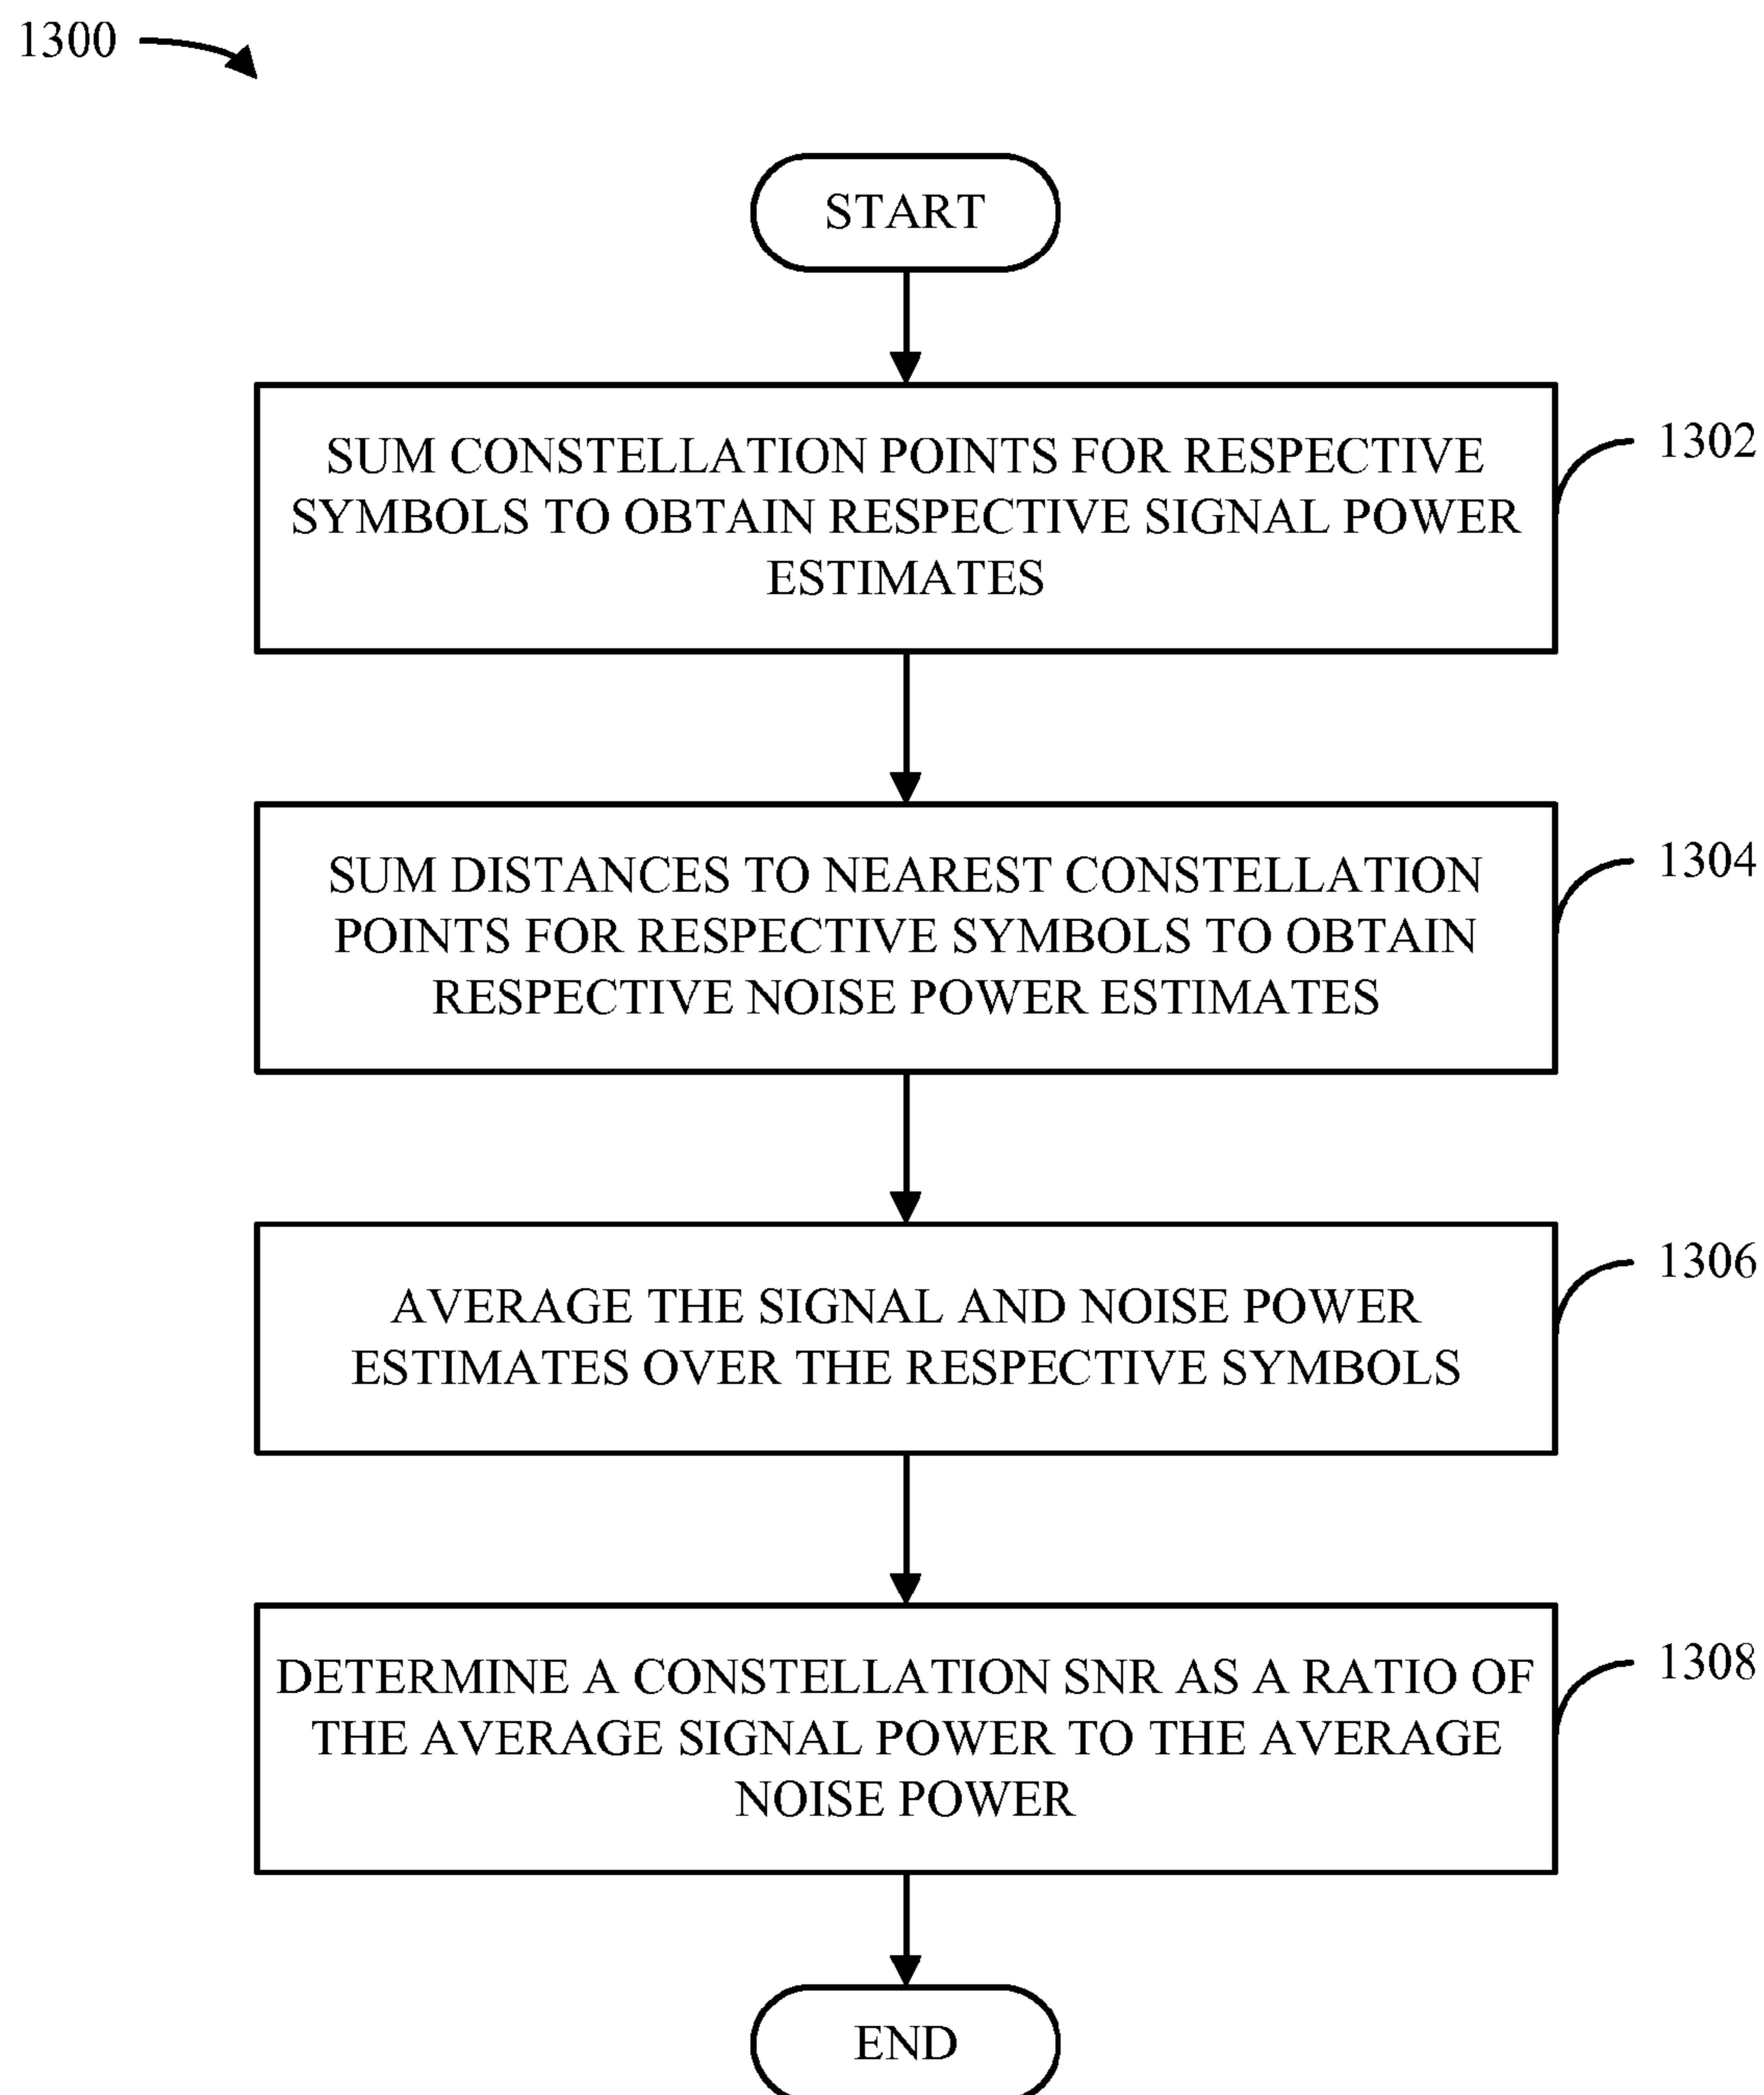 1300
START
SUM CONSTELLATION POINTS FOR RESPECTIVE
SYMBOLS TO OBTAIN RESPECTIVE SIGNAL POWER
ESTIMATES
1302
SUM DISTANCES TO NEAREST CONSTELLATION
POINTS FOR RESPECTIVE SYMBOLS TO OBTAIN
RESPECTIVE NOISE POWER ESTIMATES
1304
AVERAGE THE SIGNAL AND NOISE POWER
ESTIMATES OVER THE RESPECTIVE SYMBOLS
1306
DETERMINE A CONSTELLATION SNR AS A RATIO OF
THE AVERAGE SIGNAL POWER TO THE AVERAGE
NOISE POWER
1308
END